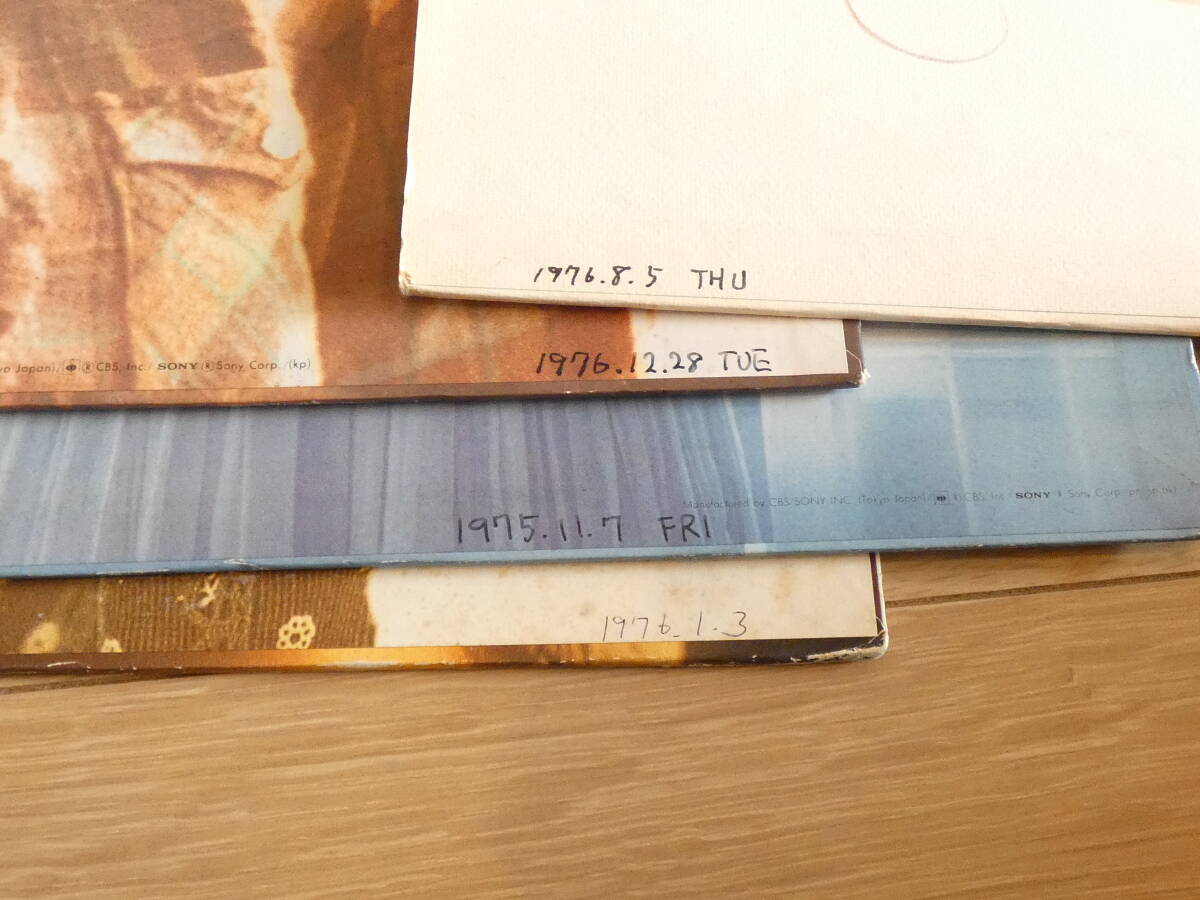 1976.8.5 THU
yo Japan)/ ® CBS, Inc. / SONY ® Sony Corp. /(kp)
1976.12.28 TUE
Manufactured by CBS/SONY INC. (Tokyo Japan)/ ® CBS, Inc. / SONY ® Sony Corp.
1975.11.7 FRI
1976.1.3